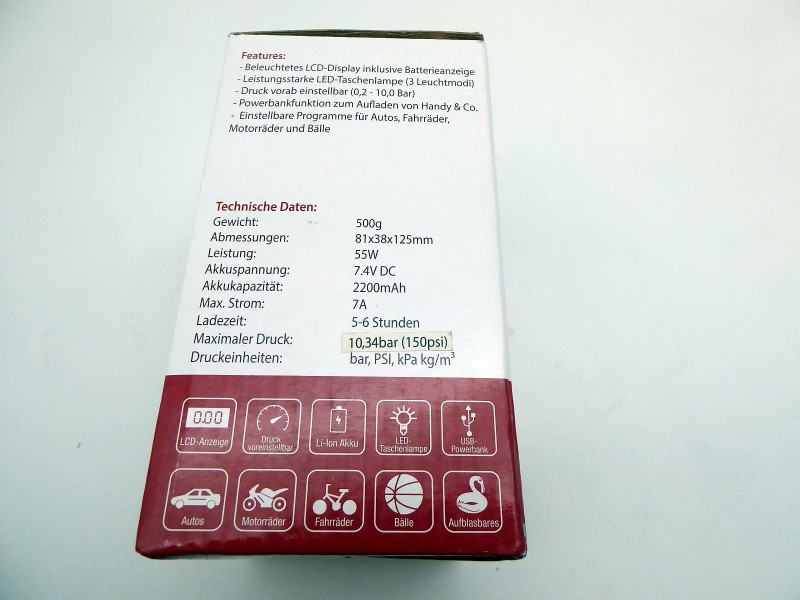 Features:
- Beleuchtetes LCD-Display inklusive Batterieanzeige
- Leistungsstarke LED-Taschenlampe (3 Leuchtmodi)
- Druck vorab einstellbar (0,2 - 10,0 Bar)
- Powerbankfunktion zum Aufladen von Handy & Co.
- Einstellbare Programme für Autos, Fahrräder,
Motorräder und Bälle
Technische Daten:
Gewicht: 500g
Abmessungen: 81x38x125mm
Leistung: 55W
Akkuspannung: 7.4V DC
Akkukapazität: 2200mAh
Max. Strom: 7A
Ladezeit: 5-6 Stunden
Maximaler Druck: 10,34bar (150psi)
Druckeinheiten: bar, PSI, kPa kg/m³
0.00
LCD-Anzeige
Druck
voreinstellbar
Li-Ion Akku
LED-
Taschenlampe
USB-
Powerbank
Autos
Motorräder
Fahrräder
Bälle
Aufblasbares